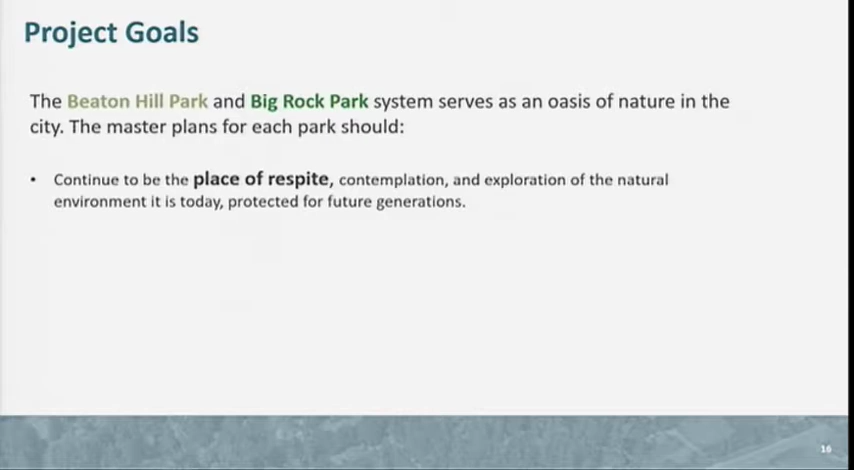 Project Goals
The Beaton Hill Park and Big Rock Park system serves as an oasis of nature in the
city. The master plans for each park should:
• Continue to be the place of respite, contemplation, and exploration of the natural
environment it is today, protected for future generations.
16